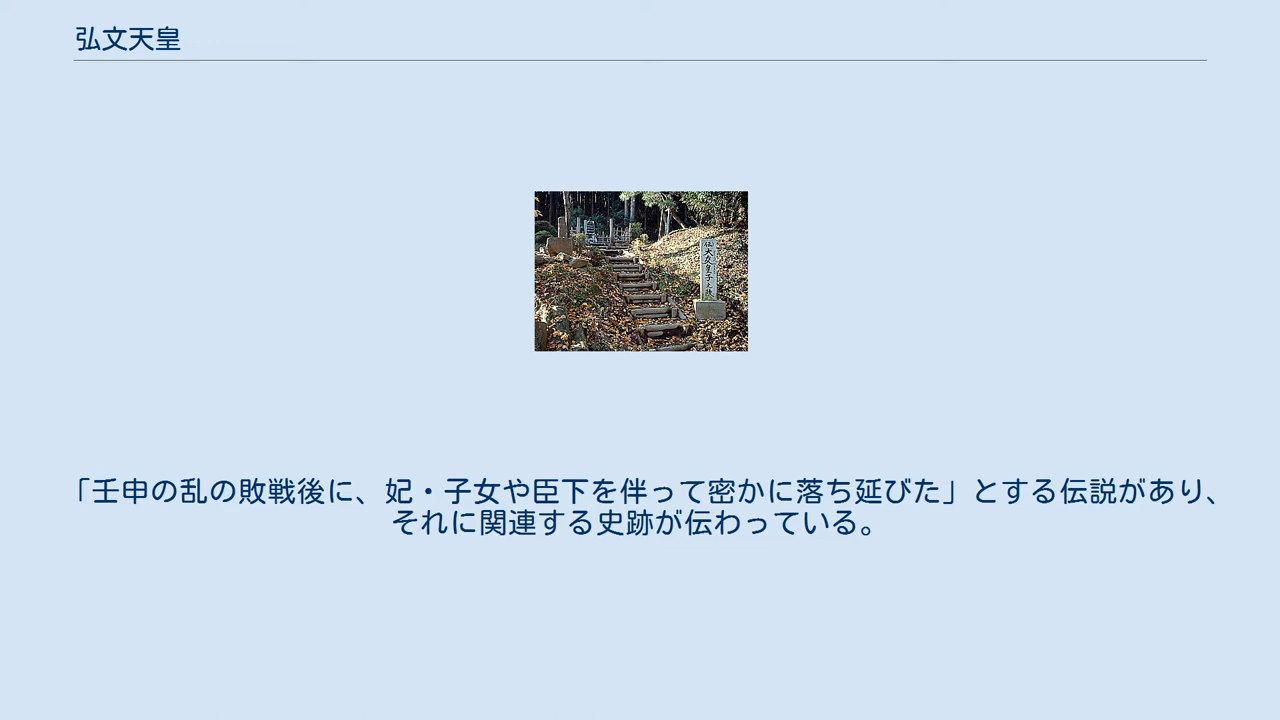 弘文天皇
「壬申の乱の敗戦後に、妃・子女や臣下を伴って密かに落ち延びた」とする伝説があり、
それに関連する史跡が伝わっている。